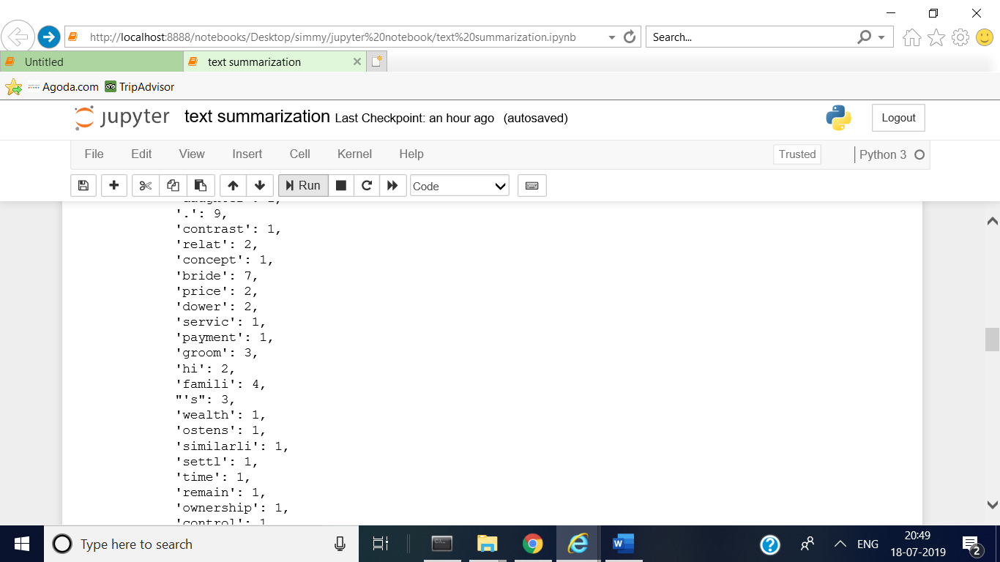 http://localhost:8888/notebooks/Desktop/simmy/jupyter%20notebook/text%20summarization.ipynb
Search...
Untitled
text summarization
Agoda.com
TripAdvisor
jupyter text summarization Last Checkpoint: an hour ago (autosaved)
Logout
File Edit View Insert Cell Kernel Help
Trusted
Python 3
Run
Code
'.': 9,
'contrast': 1,
'relat': 2,
'concept': 1,
'bride': 7,
'price': 2,
'dower': 2,
'servic': 1,
'payment': 1,
'groom': 3,
'hi': 2,
'famili': 4,
"'s": 3,
'wealth': 1,
'ostens': 1,
'similarli': 1,
'settl': 1,
'time': 1,
'remain': 1,
'ownership': 1,
'control': 1
Type here to search
ENG
20:49
18-07-2019
2